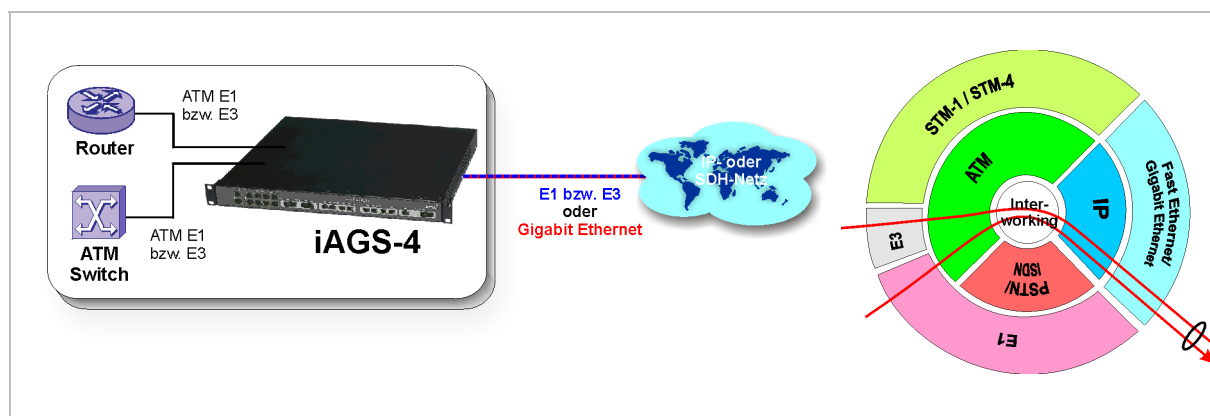 ATM E1
bzw. E3
Router
ATM
Switch
ATM E1
bzw. E3
iAGS-4
E1 bzw. E3
oder
Gigabit Ethernet
IP- oder
SDH-Netz
STM-1 / STM-4
ATM
IP
Fast Ethernet/
Gigabit Ethernet
Inter-
working
E3
PSTN/
ISDN
E1